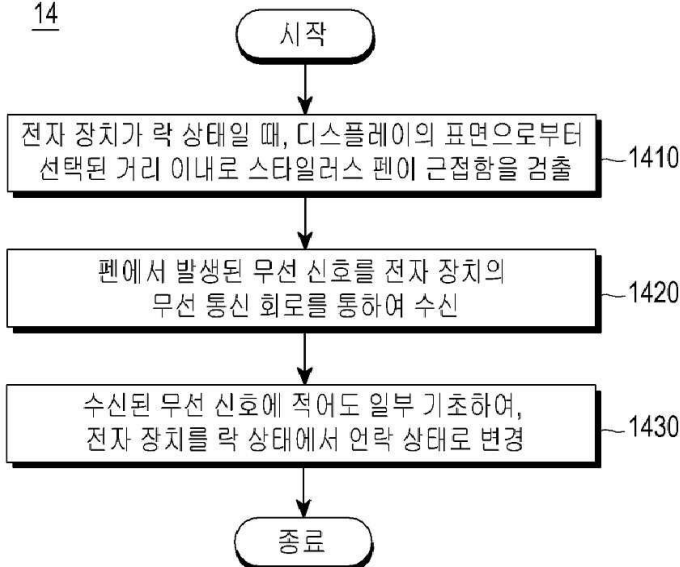 14
시작
전자 장치가 락 상태일 때, 디스플레이의 표면으로부터
선택된 거리 이내로 스타일러스 펜이 근접함을 검출
1410
펜에서 발생된 무선 신호를 전자 장치의
무선 통신 회로를 통하여 수신
1420
수신된 무선 신호에 적어도 일부 기초하여,
전자 장치를 락 상태에서 언락 상태로 변경
1430
종료